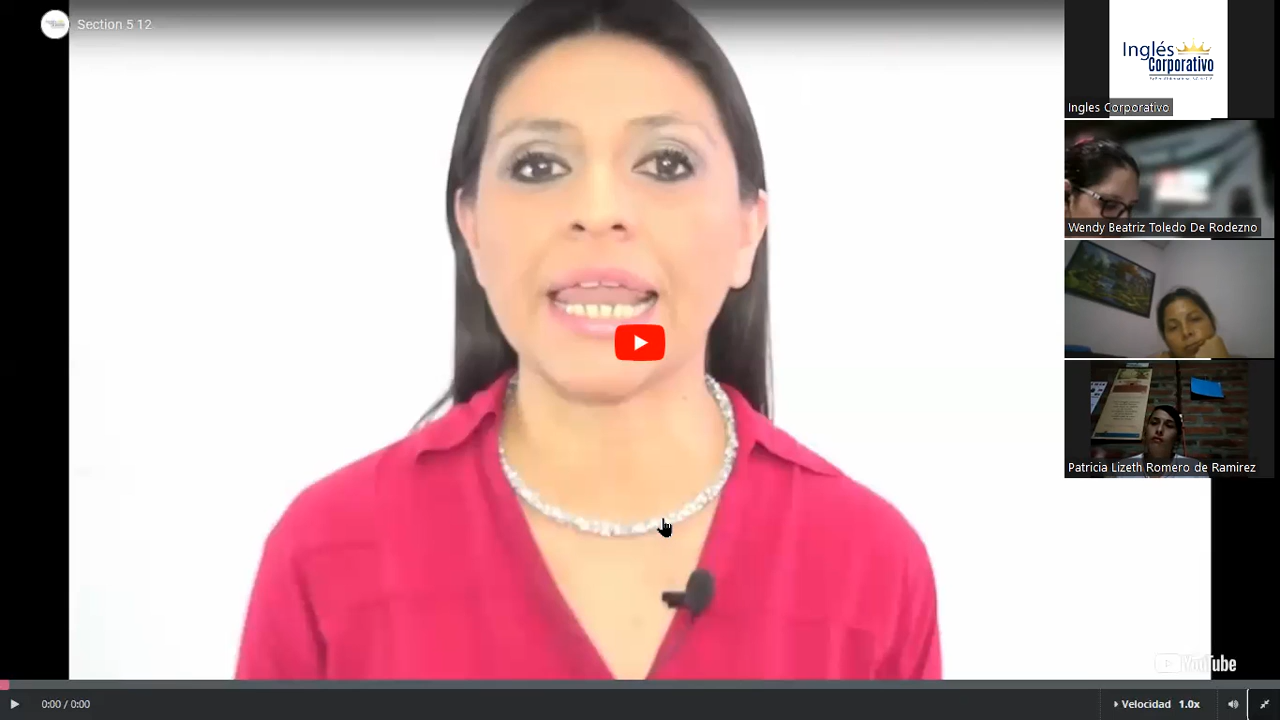 Section 5 12
Inglés
Corporativo
Ingles Corporativo
Wendy Beatriz Toledo De Rodezno
Patricia Lizeth Romero de Ramirez
YouTube
0:00 / 0:00
Velocidad 1.0x